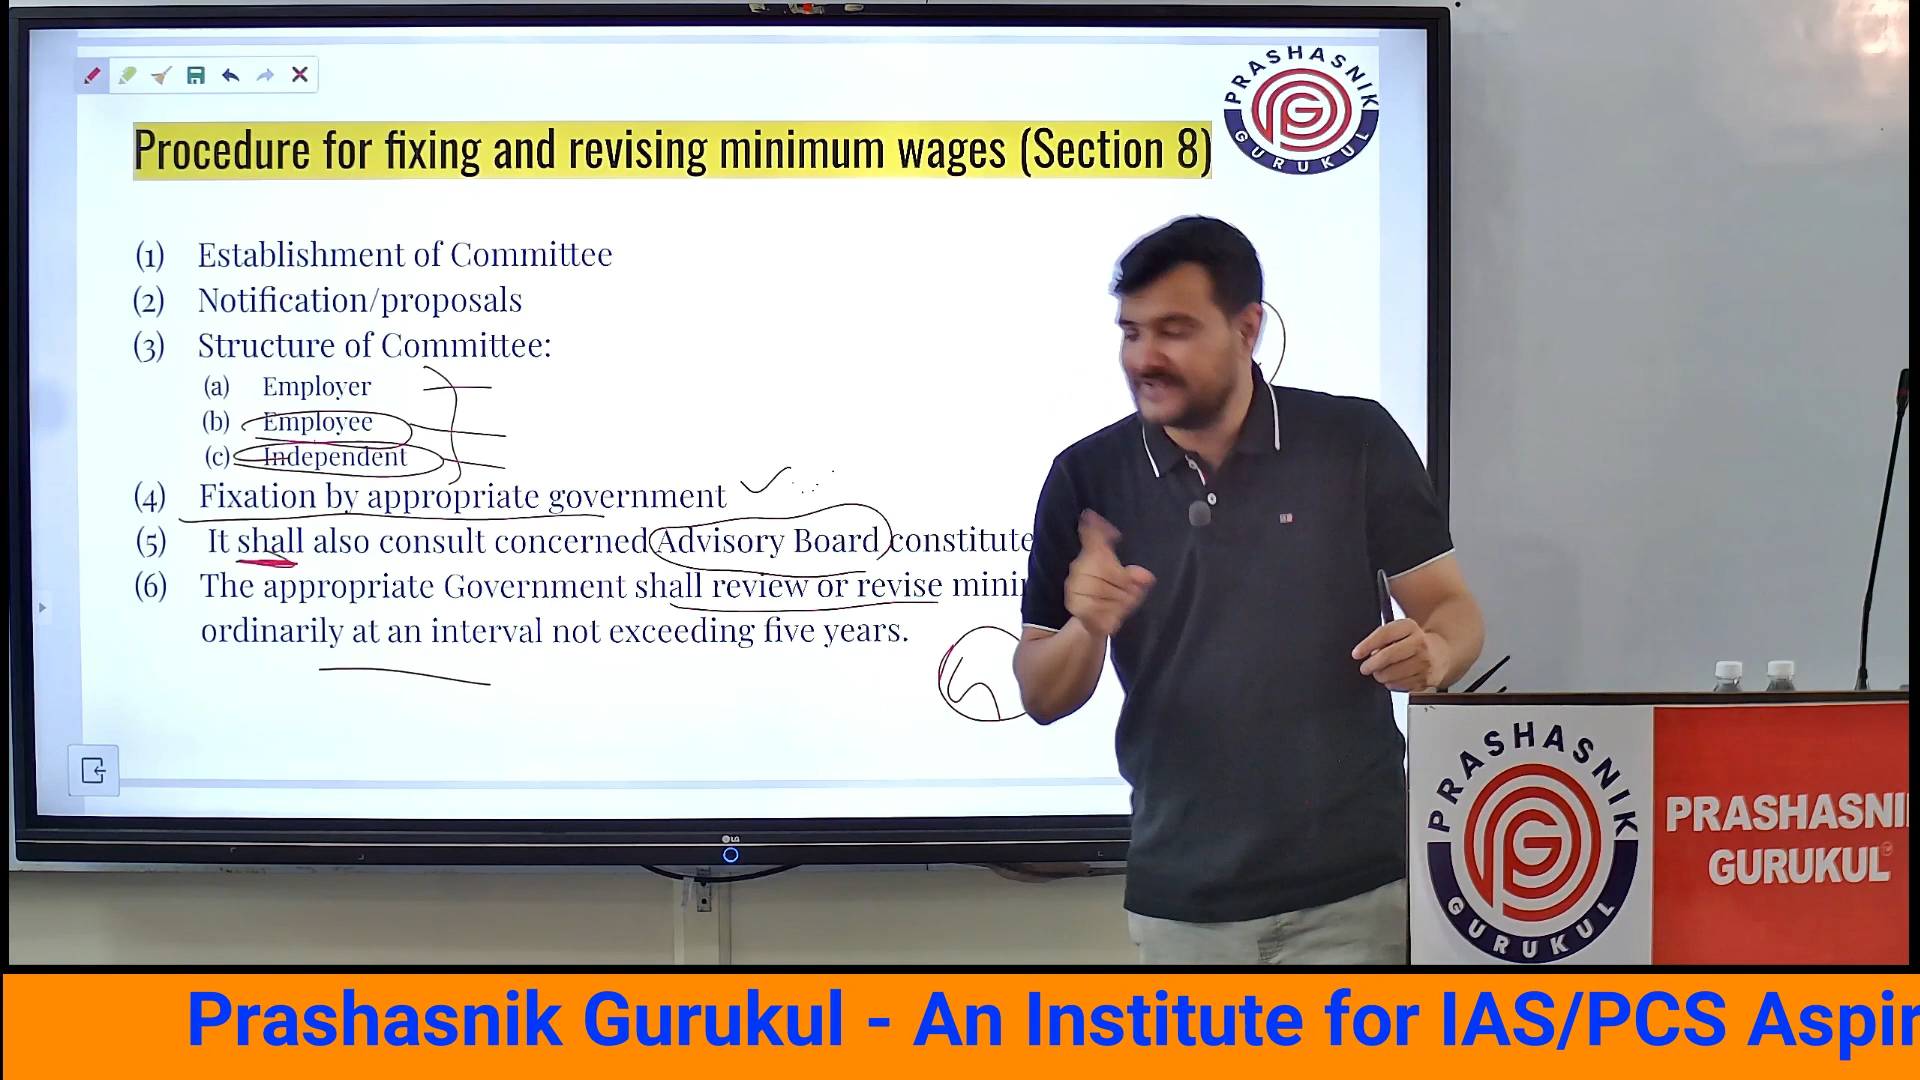 PRASHASNIK
GURUKUL
Procedure for fixing and revising minimum wages (Section 8)
(1) Establishment of Committee
(2) Notification/proposals
(3) Structure of Committee:
(a) Employer
(b) Employee
(c) Independent
(4) Fixation by appropriate government
(5) It shall also consult concerned Advisory Board constitute
(6) The appropriate Government shall review or revise
ordinarily at an interval not exceeding five years.
5
LG
PRASHASNIK
GURUKUL
PRASHASNI
GURUKUL
Prashasnik Gurukul - An Institute for IAS/PCS Aspir